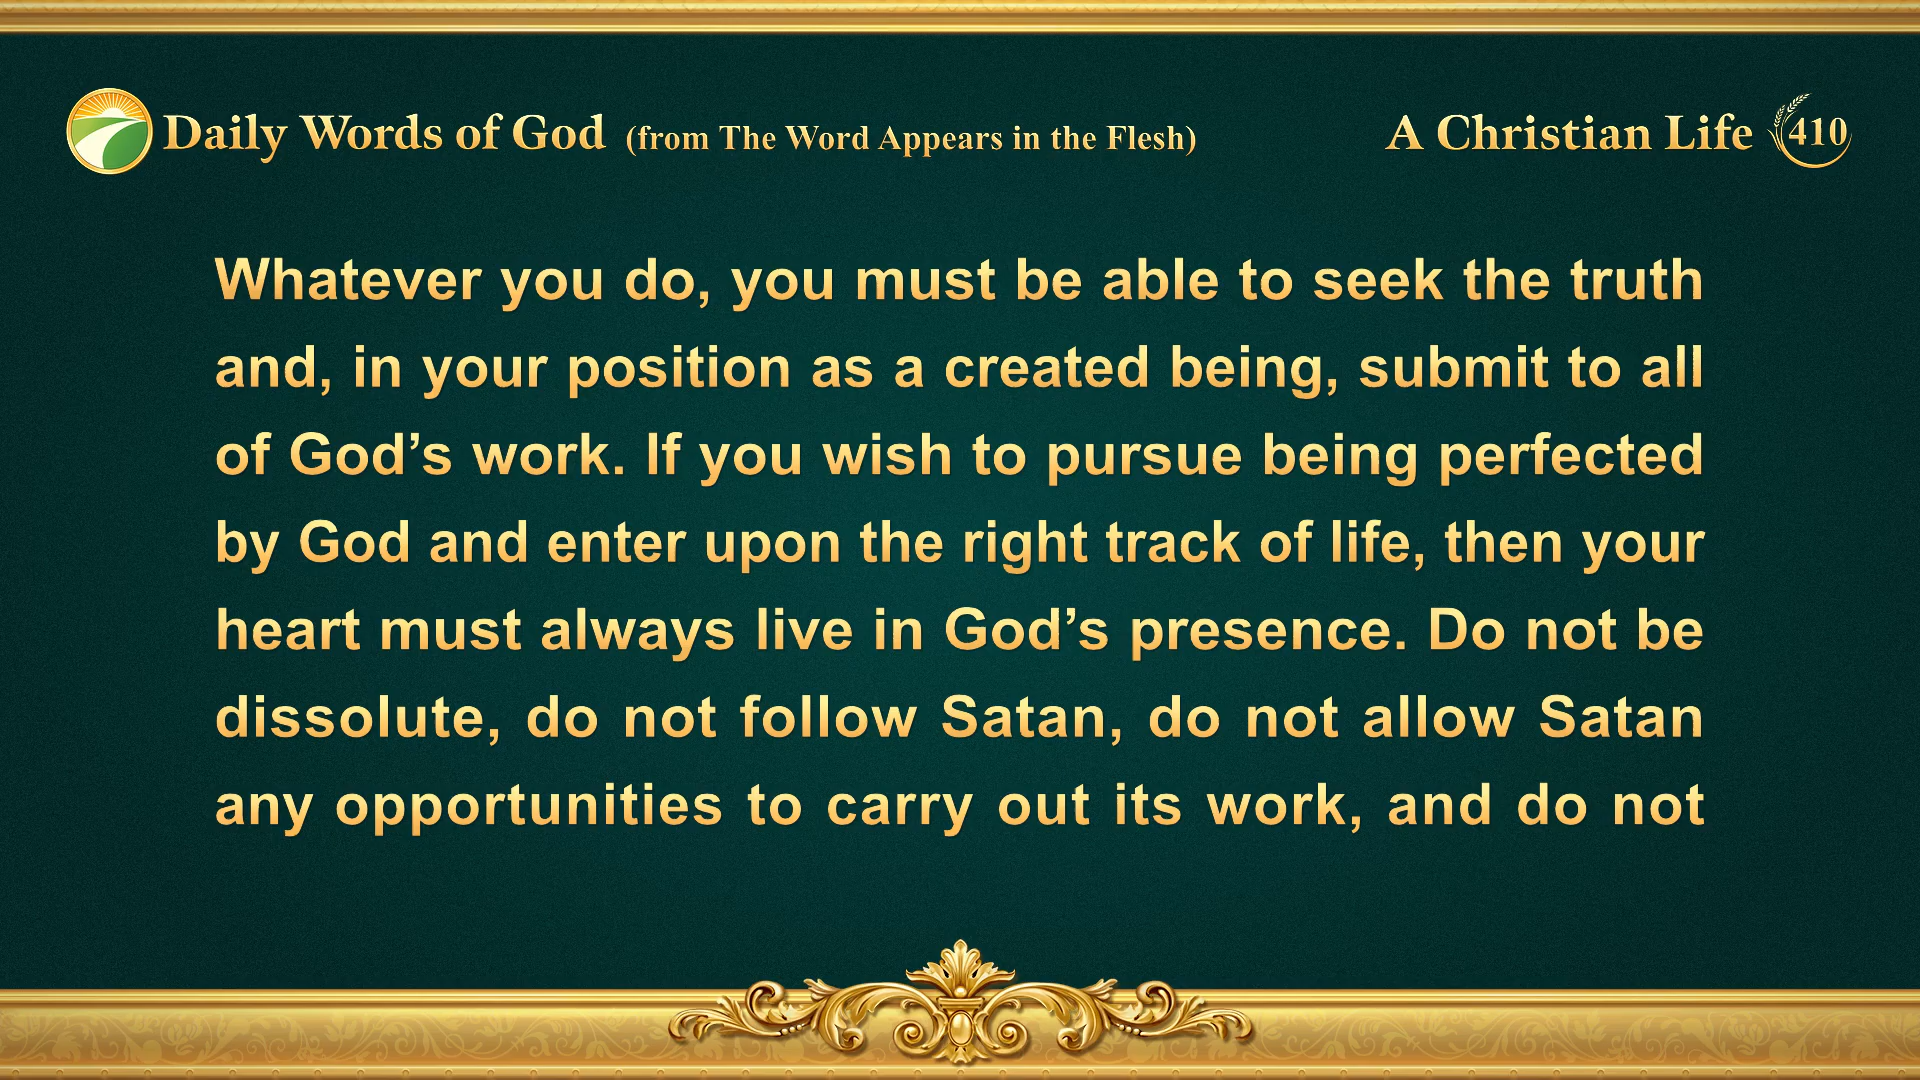 Daily Words of God (from The Word Appears in the Flesh) A Christian Life 410
Whatever you do, you must be able to seek the truth
and, in your position as a created being, submit to all
of God’s work. If you wish to pursue being perfected
by God and enter upon the right track of life, then your
heart must always live in God’s presence. Do not be
dissolute, do not follow Satan, do not allow Satan
any opportunities to carry out its work, and do not